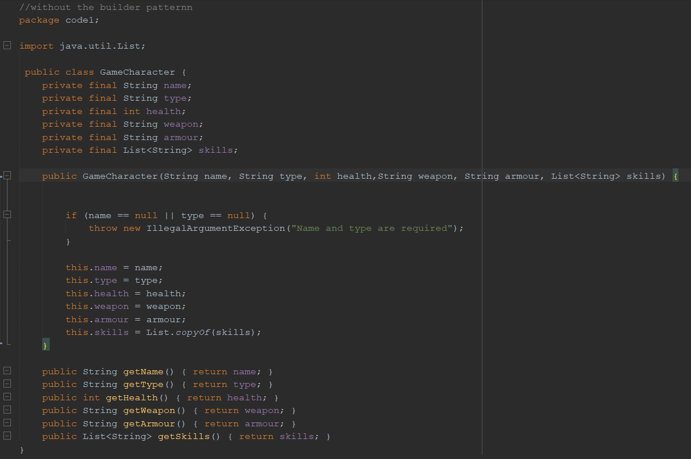 //without the builder patternn
package code1;
import java.util.List;
public class GameCharacter {
private final String name;
private final String type;
private final int health;
private final String weapon;
private final String armour;
private final List<String> skills;
public GameCharacter(String name, String type, int health,String weapon, String armour, List<String> skills) {
if (name == null || type == null) {
throw new IllegalArgumentException("Name and type are required");
}
this.name = name;
this.type = type;
this.health = health;
this.weapon = weapon;
this.armour = armour;
this.skills = List.copyOf(skills);
}
public String getName() { return name; }
public String getType() { return type; }
public int getHealth() { return health; }
public String getWeapon() { return weapon; }
public String getArmour() { return armour; }
public List<String> getSkills() { return skills; }
}